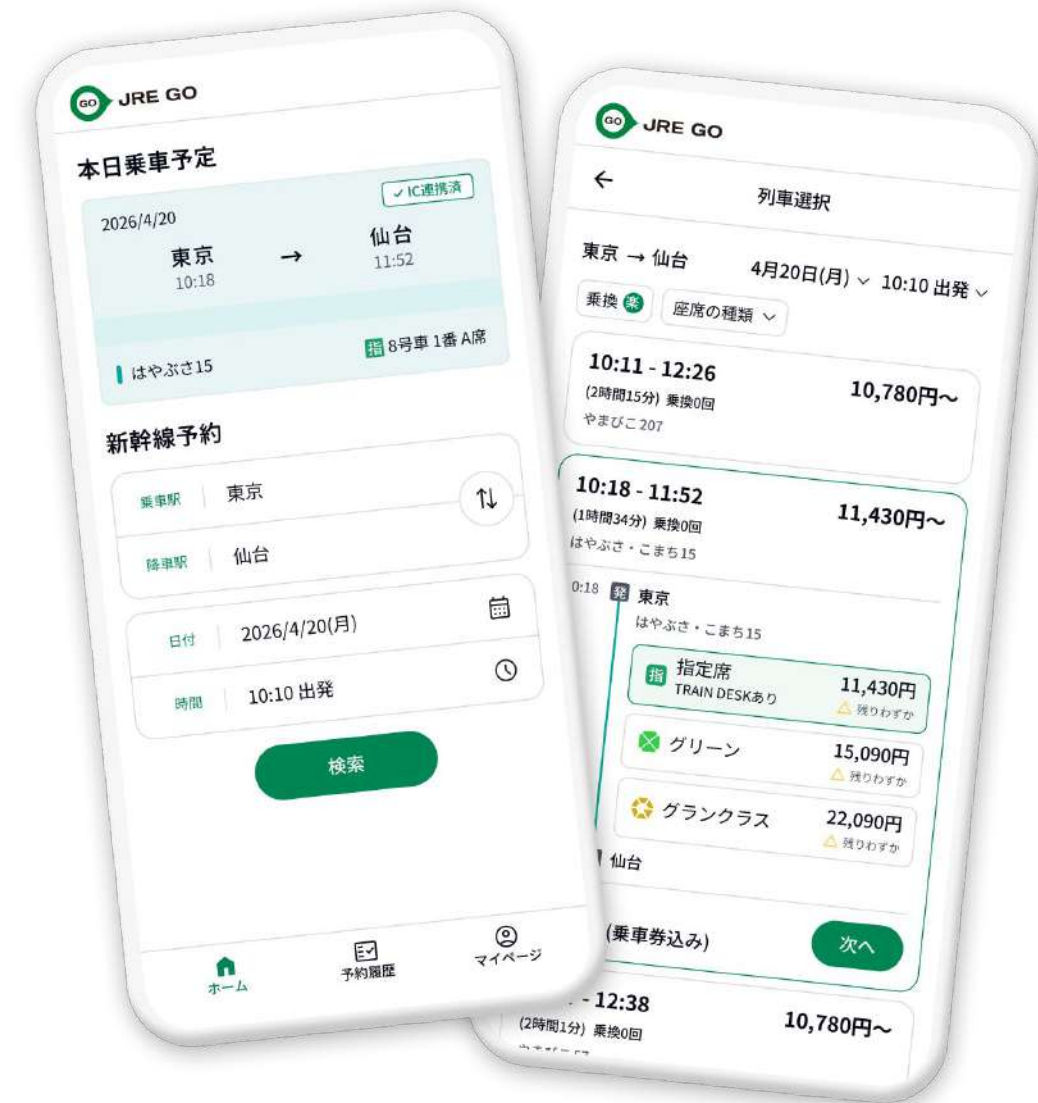 GO JRE GO
本日乗車予定
2026/4/20
✓ IC連携済
東京 → 仙台
10:18 11:52
はやぶさ15
指 8号車 1番 A席
新幹線予約
乗車駅 東京
降車駅 仙台
日付 2026/4/20(月)
時間 10:10 出発
検索
ホーム
予約履歴
マイページ
GO JRE GO
← 列車選択
東京 → 仙台 4月20日(月) 10:10 出発
乗換 楽 座席の種類
10:11 - 12:26 10,780円〜
(2時間15分) 乗換0回
やまびこ207
10:18 - 11:52 11,430円〜
(1時間34分) 乗換0回
はやぶさ・こまち15
0:18 発 東京
はやぶさ・こまち15
指 指定席 11,430円
TRAIN DESKあり 残りわずか
グリーン 15,090円
残りわずか
グランクラス 22,090円
残りわずか
仙台
(乗車券込み) 次へ
- 12:38 10,780円〜
(2時間1分) 乗換0回